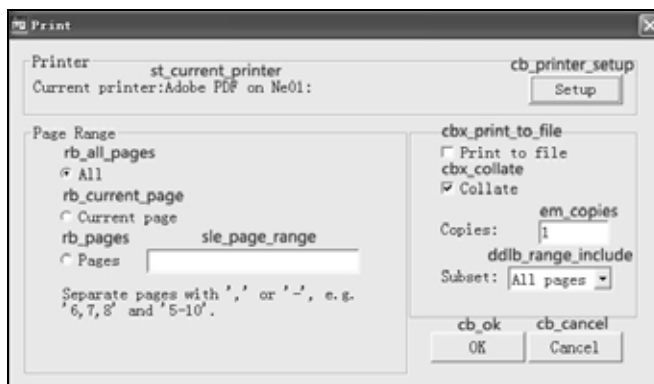 Print
Printer
st_current_printer
cb_printer_setup
Current printer:Adobe PDF on Ne01:
Setup
Page Range
rb_all_pages
All
rb_current_page
Current page
rb_pages
sle_page_range
Pages
Separate pages with ',' or '-', e.g.
'6,7,8' and '5-10'.
cbx_print_to_file
Print to file
cbx_collate
Collate
em_copies
Copies:
1
ddlb_range_include
Subset:
All pages
cb_ok
cb_cancel
OK
Cancel